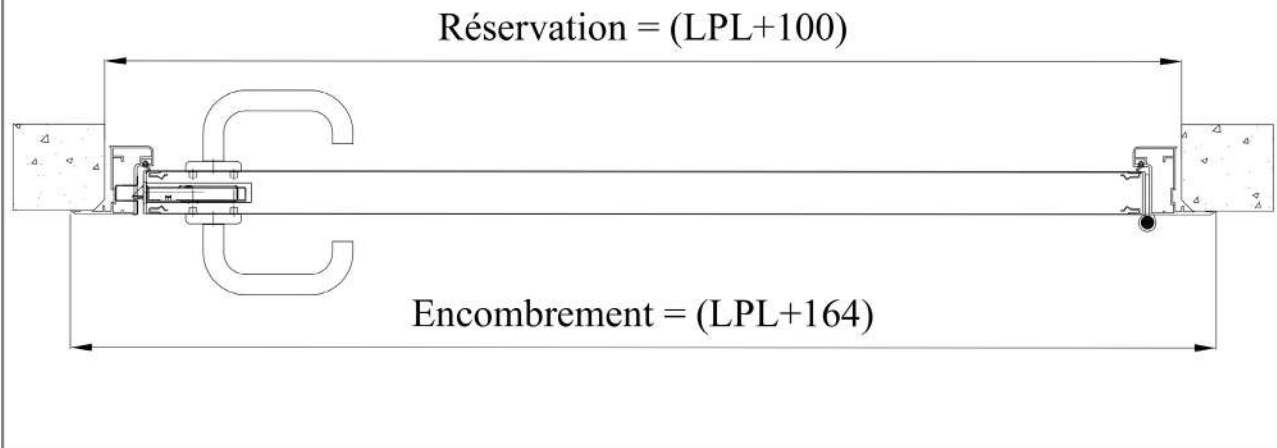 Réservation = (LPL+100)
Encombrement = (LPL+164)